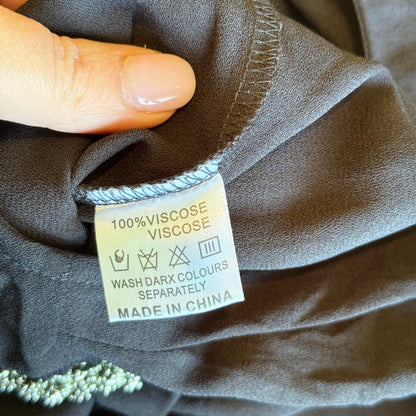 100%VISCOSE
VISCOSE
WASH DARX COLOURS
SEPARATELY
MADE IN CHINA